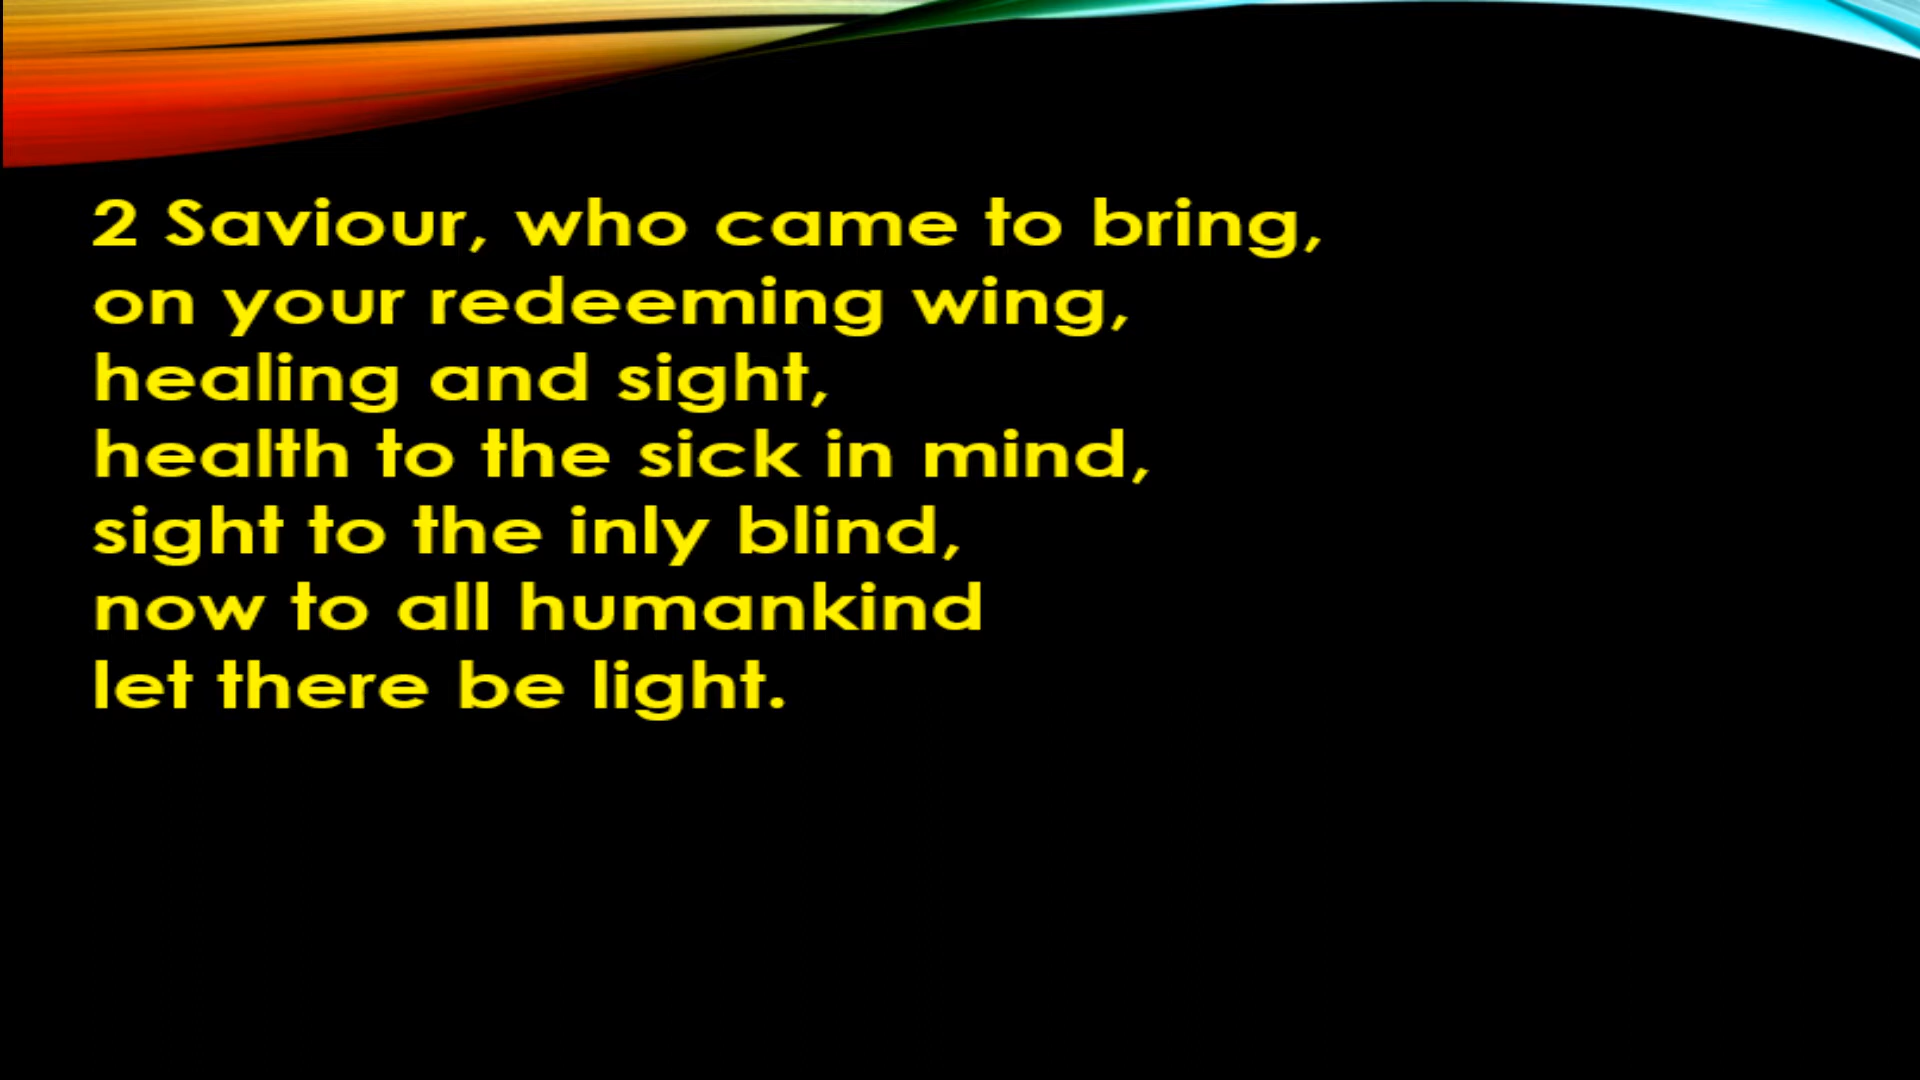 2 Saviour, who came to bring,
on your redeeming wing,
healing and sight,
health to the sick in mind,
sight to the inly blind,
now to all humankind
let there be light.